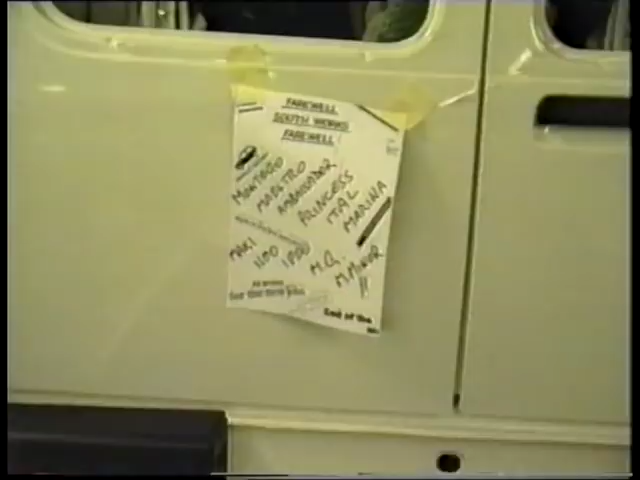 FAREWELL
SOUTH WORKS
FAREWELL
MONTEGO
MAESTRO
AMBASSADOR
PRINCESS
ITAL
MARINA
MAXI
1100
1800
M.G.
M. MINOR
End of the